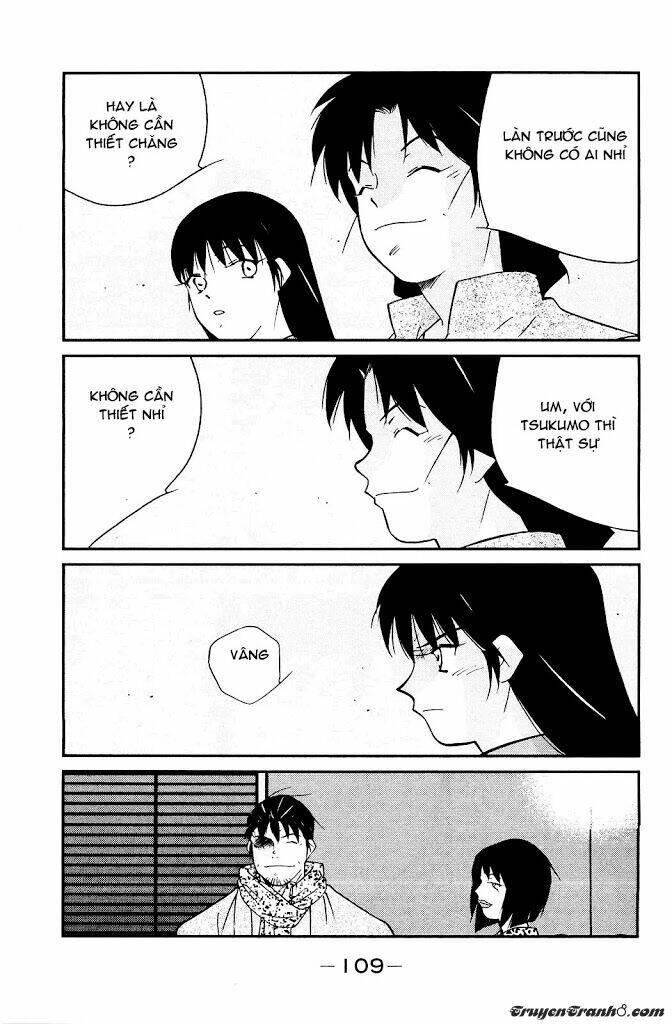 LẦN TRƯỚC CŨNG
KHÔNG CÓ AI NHỈ
HAY LÀ
KHÔNG CẦN
THIẾT CHĂNG
?
UM, VỚI
TSUKUMO THÌ
THẬT SỰ
KHÔNG CẦN
THIẾT NHỈ
?
VÂNG
-109-
TruyenTranh8.com